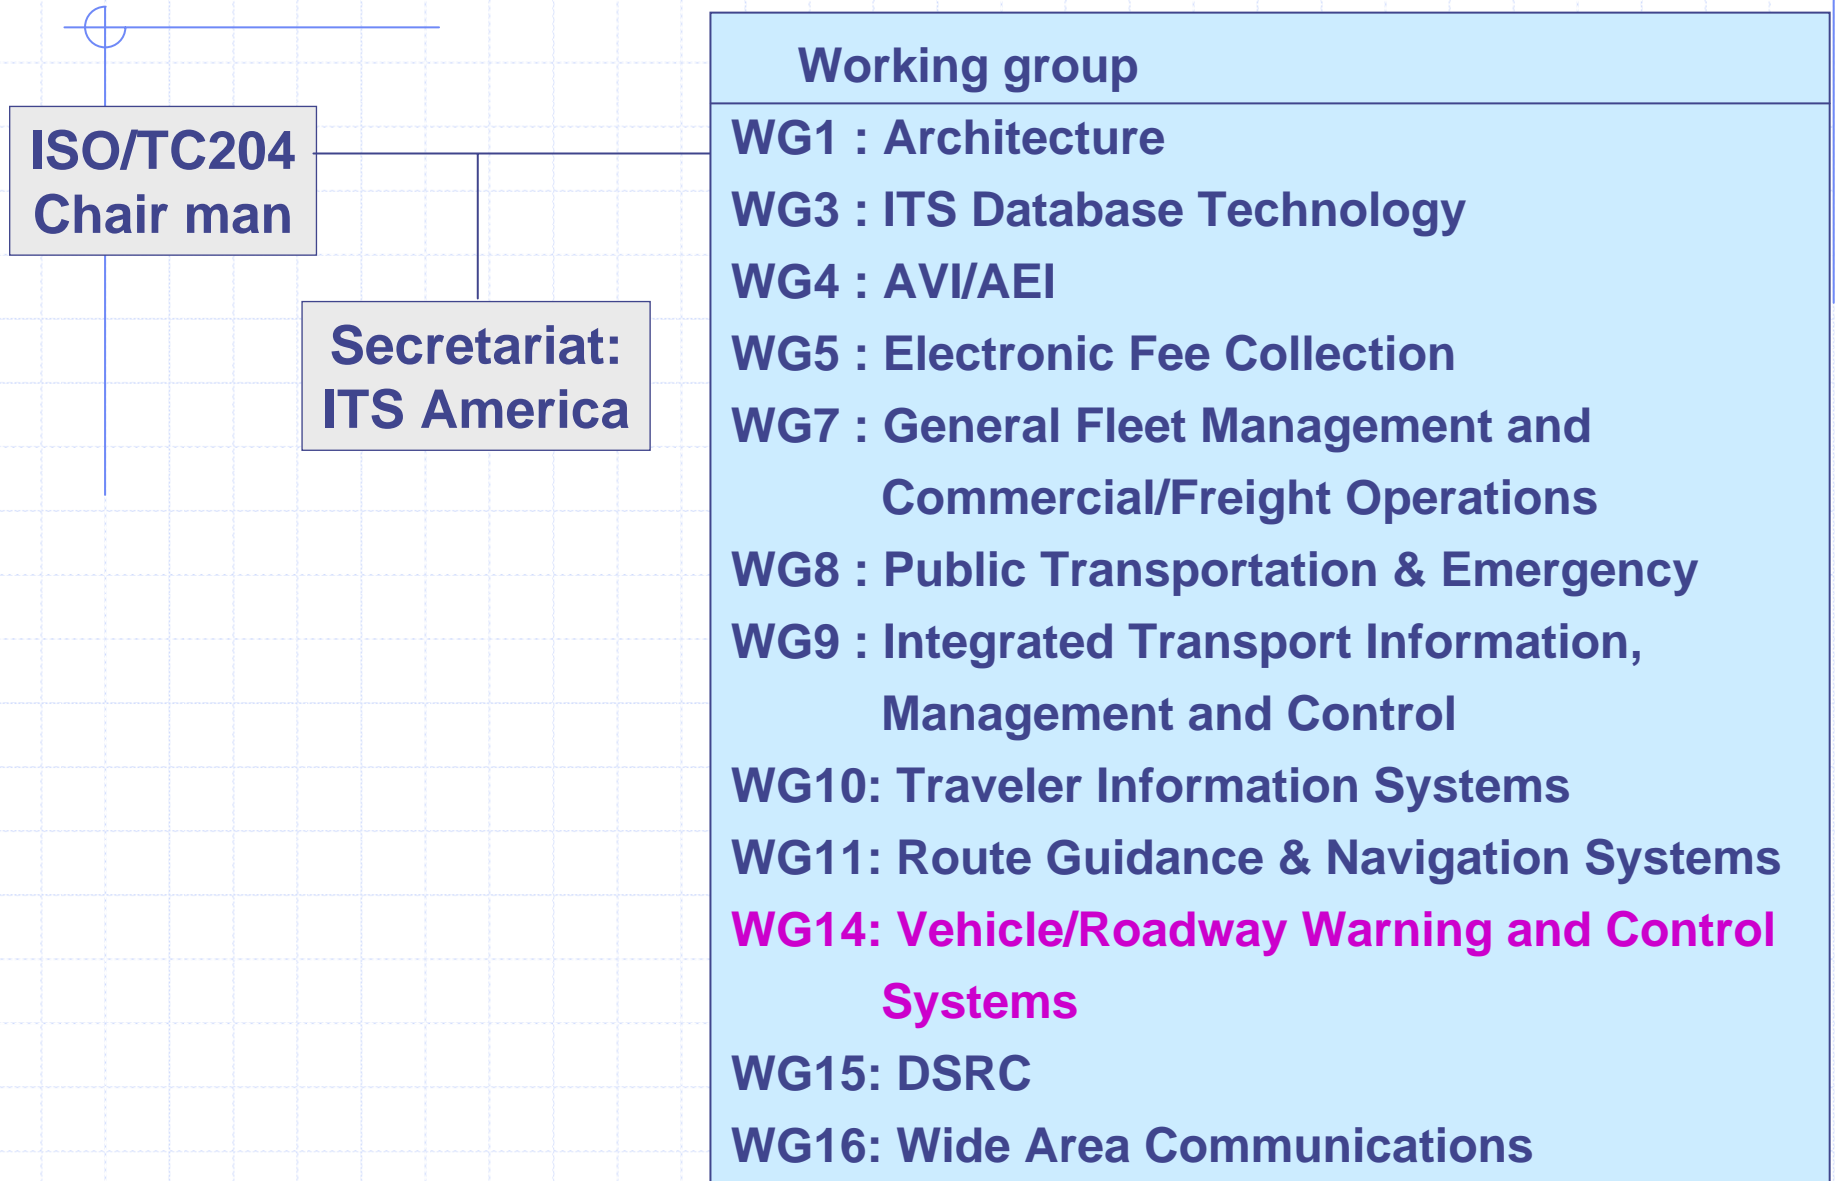 ISO/TC204
Chair man
Secretariat:
ITS America
Working group
WG1 : Architecture
WG3 : ITS Database Technology
WG4 : AVI/AEI
WG5 : Electronic Fee Collection
WG7 : General Fleet Management and
Commercial/Freight Operations
WG8 : Public Transportation & Emergency
WG9 : Integrated Transport Information,
Management and Control
WG10: Traveler Information Systems
WG11: Route Guidance & Navigation Systems
WG14: Vehicle/Roadway Warning and Control
Systems
WG15: DSRC
WG16: Wide Area Communications